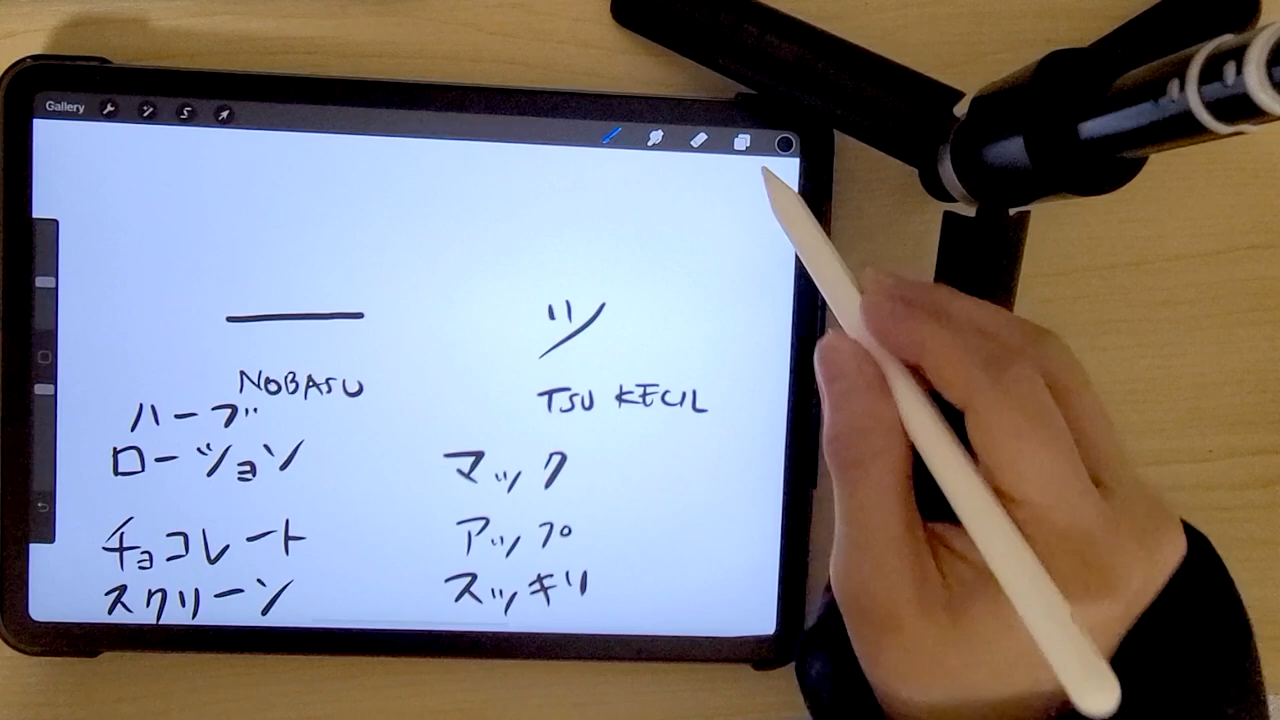 Gallery
ー
NOBASU
ハーブ
ローション
チョコレート
スクリーン
ツ
TSU KECIL
マック
アップ
スッキリ